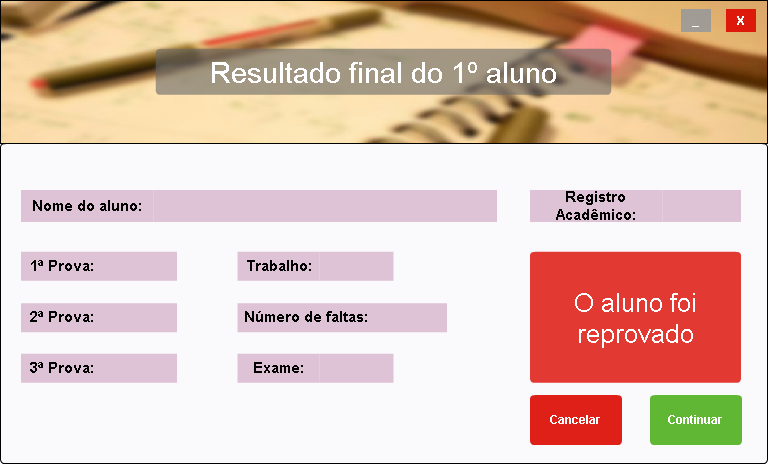 _ X
Resultado final do 1º aluno
Nome do aluno:
Registro
Acadêmico:
1ª Prova:
Trabalho:
2ª Prova:
Número de faltas:
3ª Prova:
Exame:
O aluno foi
reprovado
Cancelar
Continuar